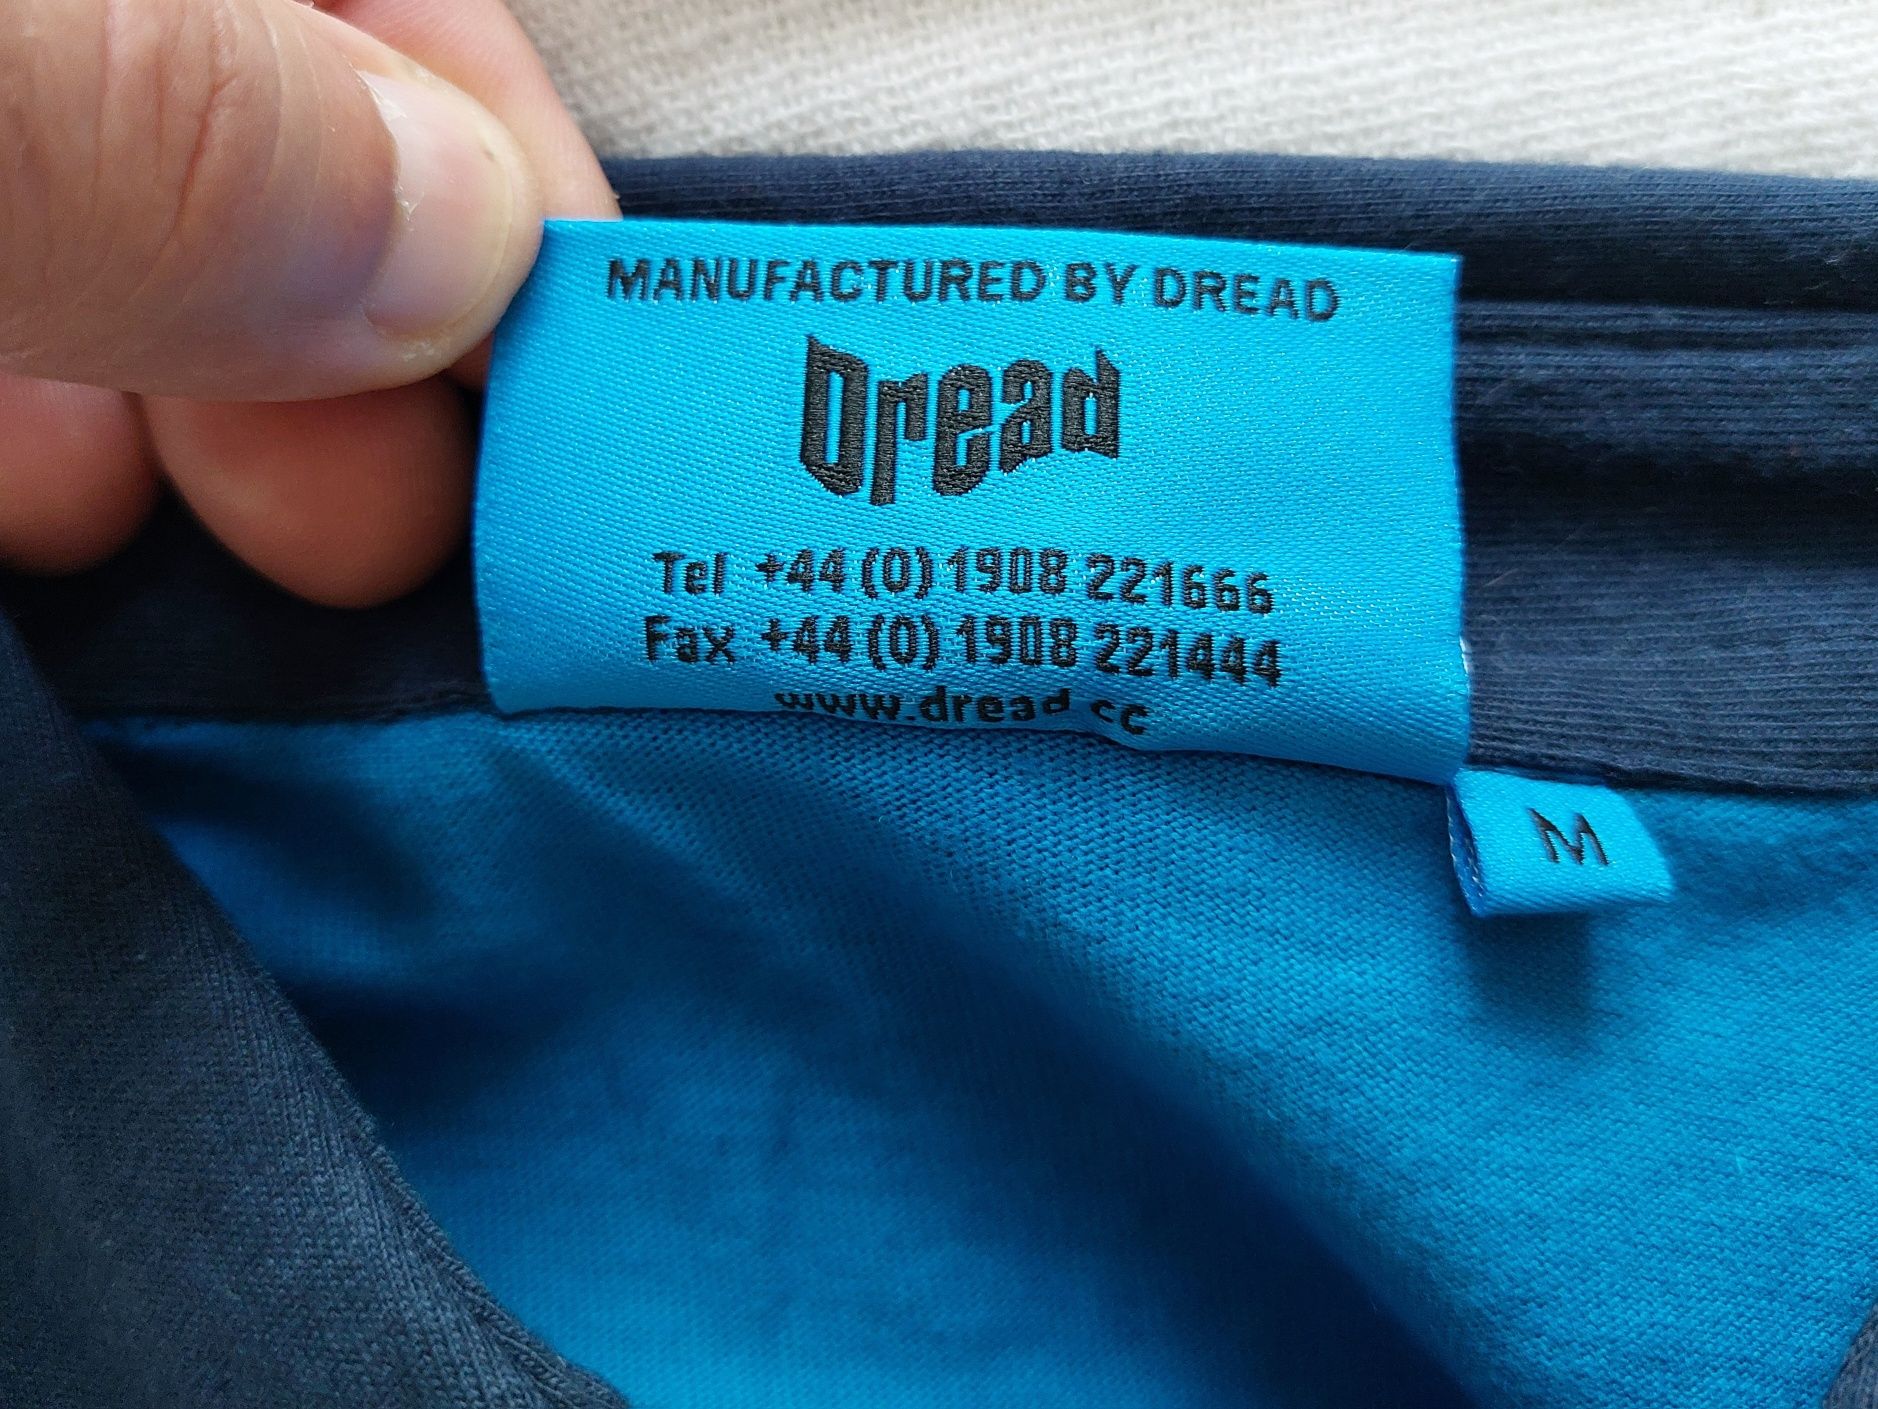 MANUFACTURED BY DREAD
Dread
Tel +44 (0) 1908 221666
Fax +44 (0) 1908 221444
www.dread.cc
M